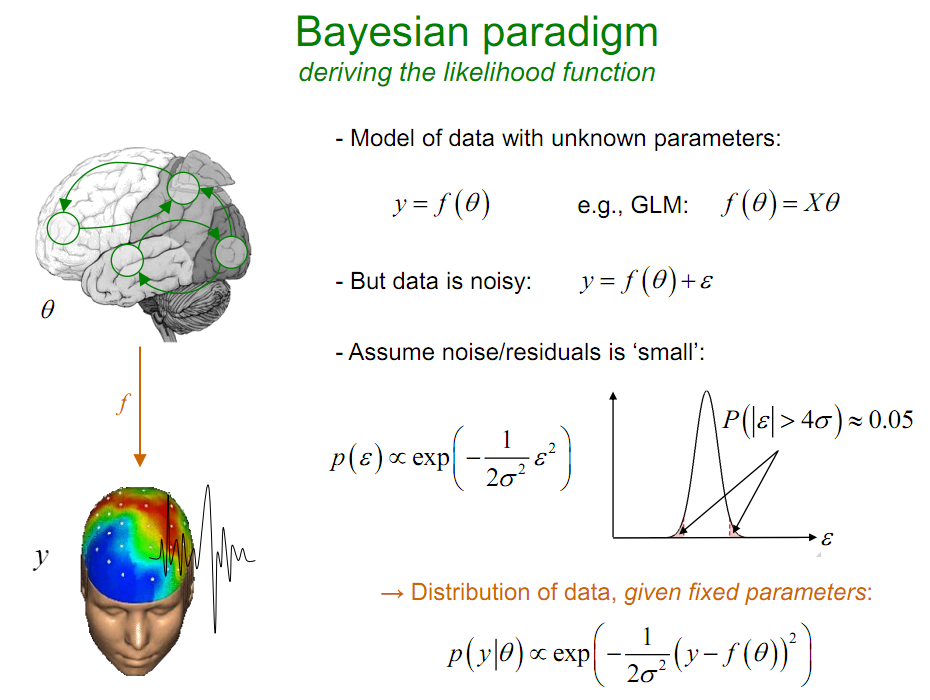 Bayesian paradigm
deriving the likelihood function
- Model of data with unknown parameters:
y = f(θ) e.g., GLM: f(θ) = Xθ
- But data is noisy: y = f(θ) + ε
θ
- Assume noise/residuals is ‘small’:
f
p(ε) ∝ exp(−1/(2σ²) ε²)
P(|ε| > 4σ) ≈ 0.05
ε
y
→ Distribution of data, given fixed parameters:
p(y|θ) ∝ exp(−1/(2σ²) (y − f(θ))²)